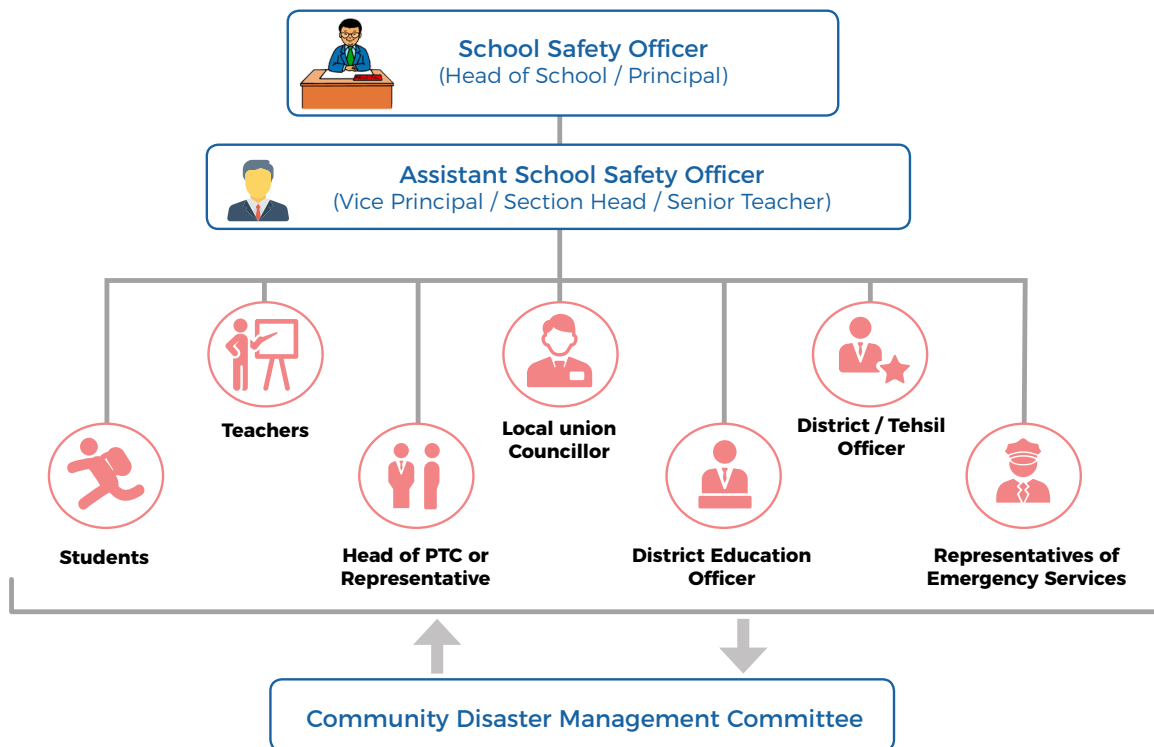 School Safety Officer
(Head of School / Principal)
Assistant School Safety Officer
(Vice Principal / Section Head / Senior Teacher)
Teachers
Local union
Councillor
District / Tehsil
Officer
Students
Head of PTC or
Representative
District Education
Officer
Representatives of
Emergency Services
Community Disaster Management Committee